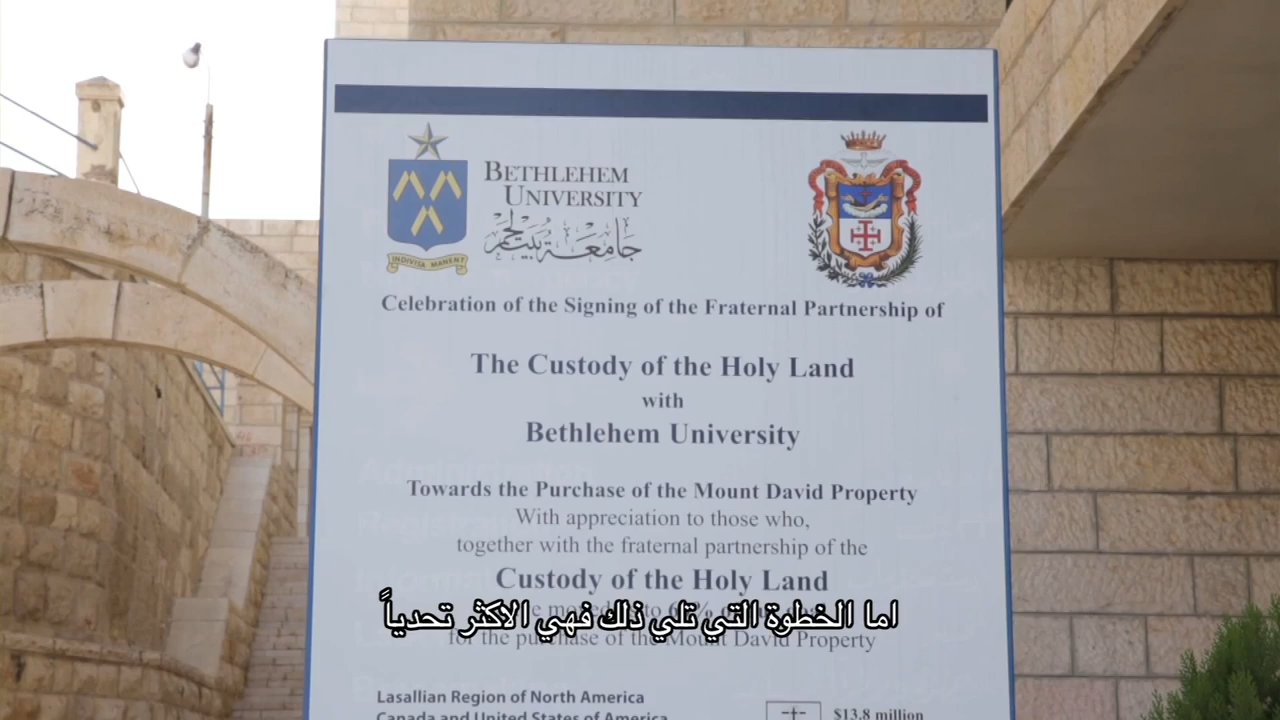 BETHLEHEM
UNIVERSITY
جامعة بيت لحم
INDIVISA MANENT
Celebration of the Signing of the Fraternal Partnership of
The Custody of the Holy Land
with
Bethlehem University
Towards the Purchase of the Mount David Property
With appreciation to those who,
together with the fraternal partnership of the
Custody of the Holy Land
اما الخطوة التي تلي ذلك فهي الاكثر تحدياً
for the purchase of the Mount David Property
Lasallian Region of North America
Canada and United States of America
$13.8 million